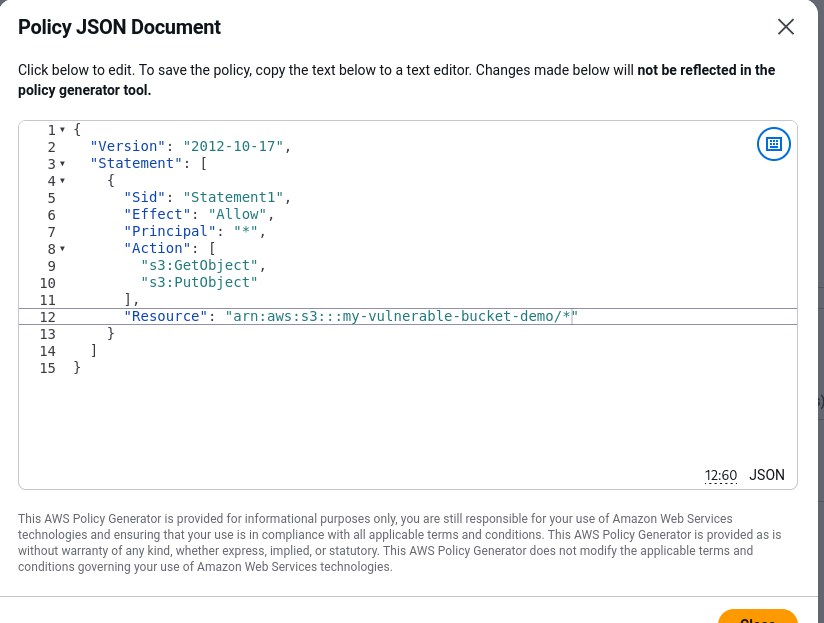 Policy JSON Document
Click below to edit. To save the policy, copy the text below to a text editor. Changes made below will not be reflected in the
policy generator tool.
1 {
2 "Version": "2012-10-17",
3 "Statement": [
4 {
5 "Sid": "Statement1",
6 "Effect": "Allow",
7 "Principal": "*",
8 "Action": [
9 "s3:GetObject",
10 "s3:PutObject"
11 ],
12 "Resource": "arn:aws:s3:::my-vulnerable-bucket-demo/*"
13 }
14 ]
15 }
12:60 JSON
This AWS Policy Generator is provided for informational purposes only, you are still responsible for your use of Amazon Web Services
technologies and ensuring that your use is in compliance with all applicable terms and conditions. This AWS Policy Generator is provided as is
without warranty of any kind, whether express, implied, or statutory. This AWS Policy Generator does not modify the applicable terms and
conditions governing your use of Amazon Web Services technologies.
Close